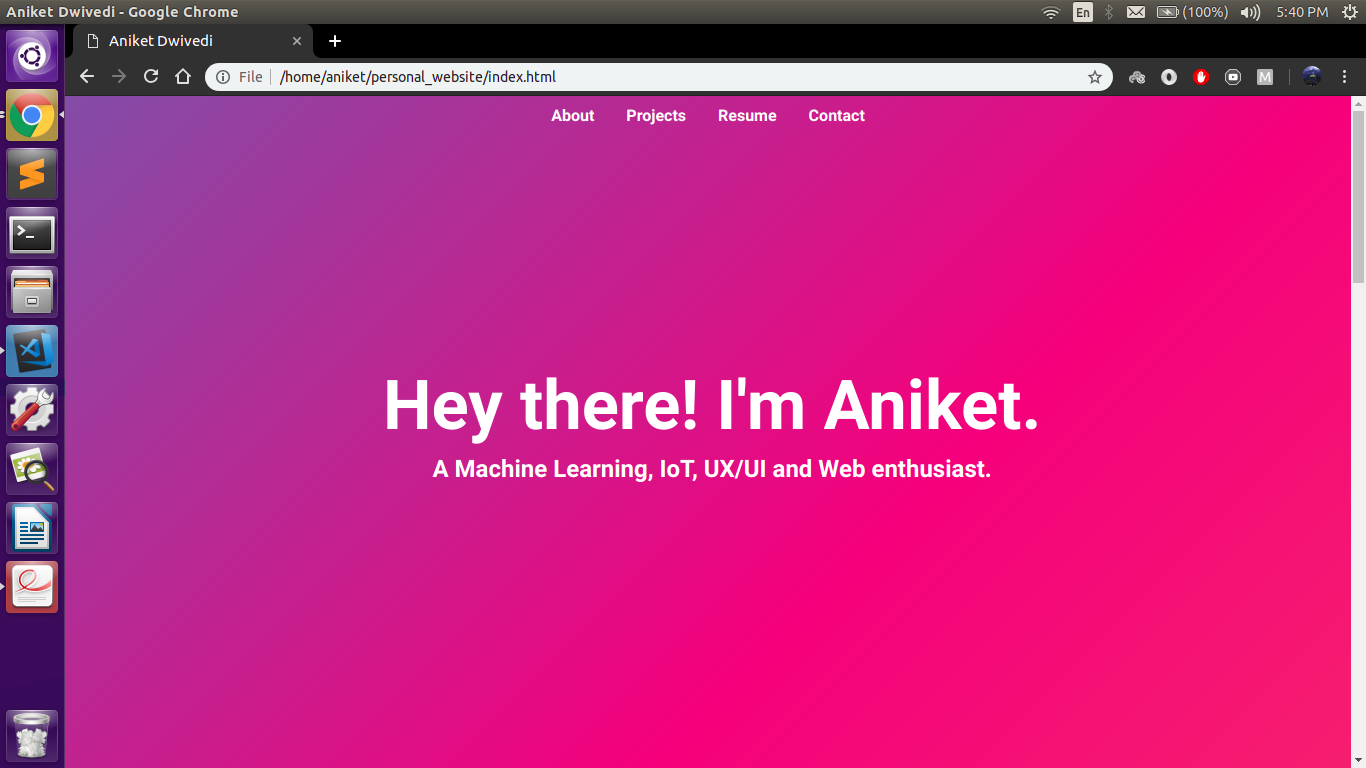 Aniket Dwivedi - Google Chrome
En
(100%)
5:40 PM
Aniket Dwivedi
File
/home/aniket/personal_website/index.html
M
About Projects Resume Contact
Hey there! I'm Aniket.
A Machine Learning, IoT, UX/UI and Web enthusiast.